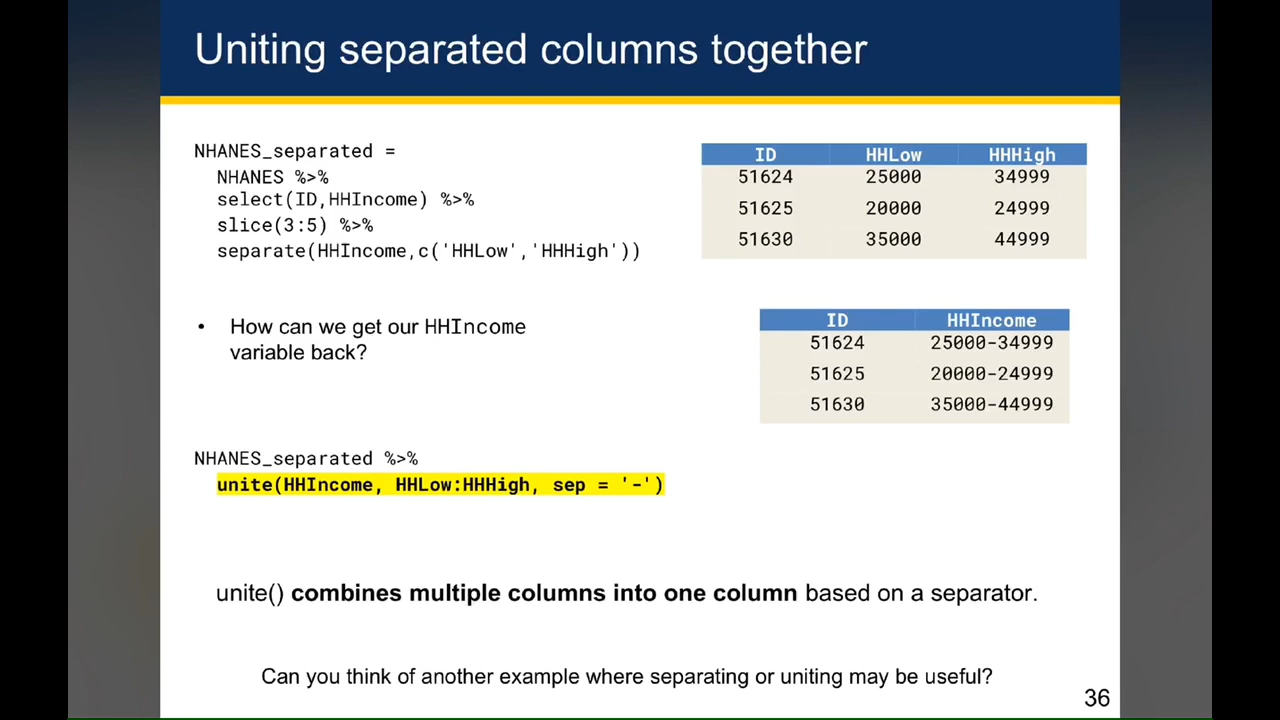 Uniting separated columns together
NHANES_separated =
NHANES %>%
select(ID,HHIncome) %>%
slice(3:5) %>%
separate(HHIncome,c('HHLow','HHHigh'))
ID HHLow HHHigh
51624 25000 34999
51625 20000 24999
51630 35000 44999
• How can we get our HHIncome
variable back?
ID HHIncome
51624 25000-34999
51625 20000-24999
51630 35000-44999
NHANES_separated %>%
unite(HHIncome, HHLow:HHHigh, sep = '-')
unite() combines multiple columns into one column based on a separator.
Can you think of another example where separating or uniting may be useful?
36